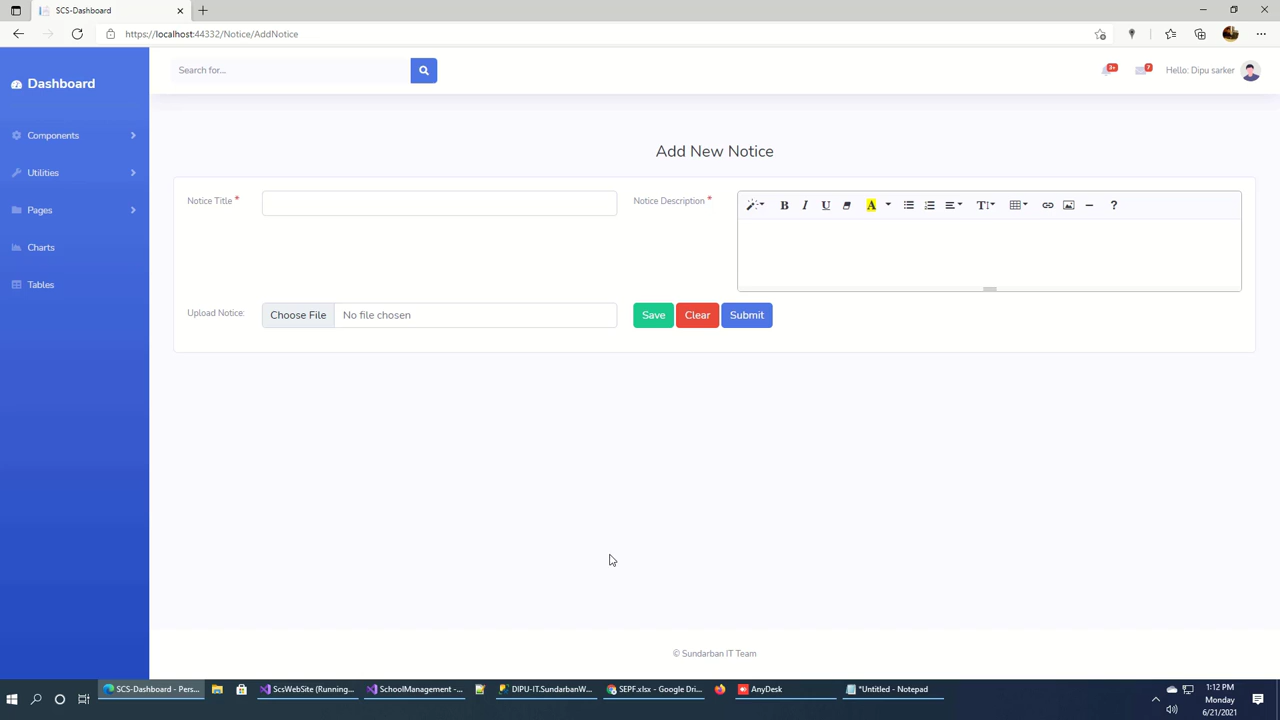 SCS-Dashboard
https://localhost:44332/Notice/AddNotice
Dashboard
Search for...
3+
7
Hello: Dipu sarker
Components
Utilities
Pages
Charts
Tables
Add New Notice
Notice Title *
Notice Description *
B I U A T ?
Upload Notice:
Choose File No file chosen
Save Clear Submit
© Sundarban IT Team
SCS-Dashboard - Pers...
ScsWebSite (Running...
SchoolManagement -...
DIPU-IT.SundarbanW...
SEPF.xlsx - Google Dri...
AnyDesk
*Untitled - Notepad
1:12 PM
Monday
6/21/2021